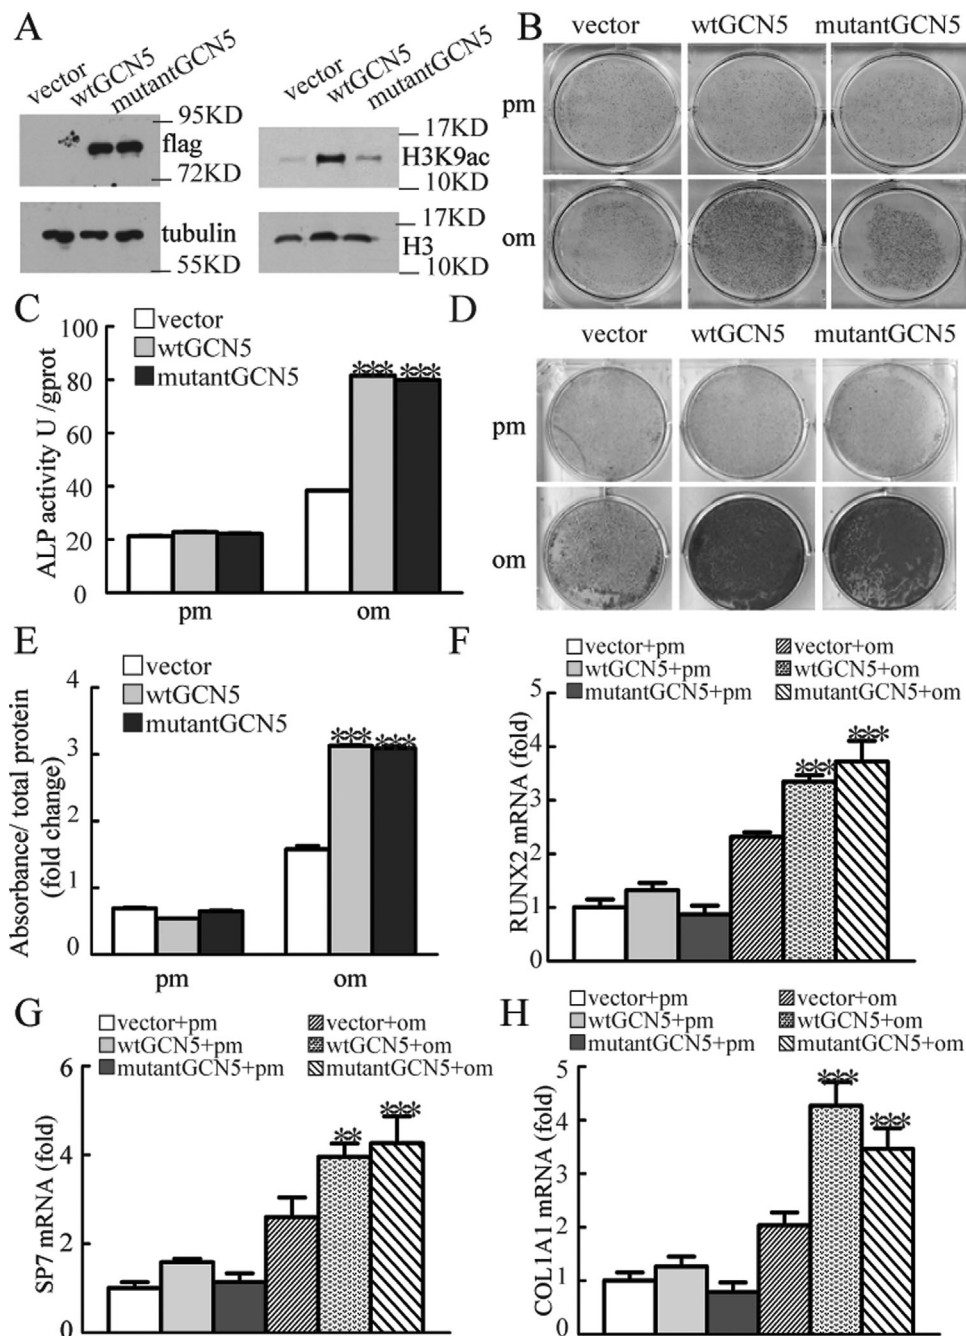 A
vector
wtGCN5
mutantGCN5
95KD
flag
72KD
tubulin
55KD
vector
wtGCN5
mutantGCN5
17KD
H3K9ac
10KD
17KD
H3
10KD
B
vector wtGCN5 mutantGCN5
pm
om
C
vector
wtGCN5
mutantGCN5
ALP activity U /gprot
100
80
60
40
20
0
*** ***
pm om
D
vector wtGCN5 mutantGCN5
pm
om
E
vector
wtGCN5
mutantGCN5
Absorbance/ total protein
(fold change)
4
3
2
1
0
*** ***
pm om
F
vector+pm vector+om
wtGCN5+pm wtGCN5+om
mutantGCN5+pm mutantGCN5+om
RUNX2 mRNA (fold)
5
4
3
2
1
0
*** ***
G
vector+pm vector+om
wtGCN5+pm wtGCN5+om
mutantGCN5+pm mutantGCN5+om
SP7 mRNA (fold)
6
4
2
0
** ***
H
vector+pm vector+om
wtGCN5+pm wtGCN5+om
mutantGCN5+pm mutantGCN5+om
COL1A1 mRNA (fold)
5
4
3
2
1
0
*** ***